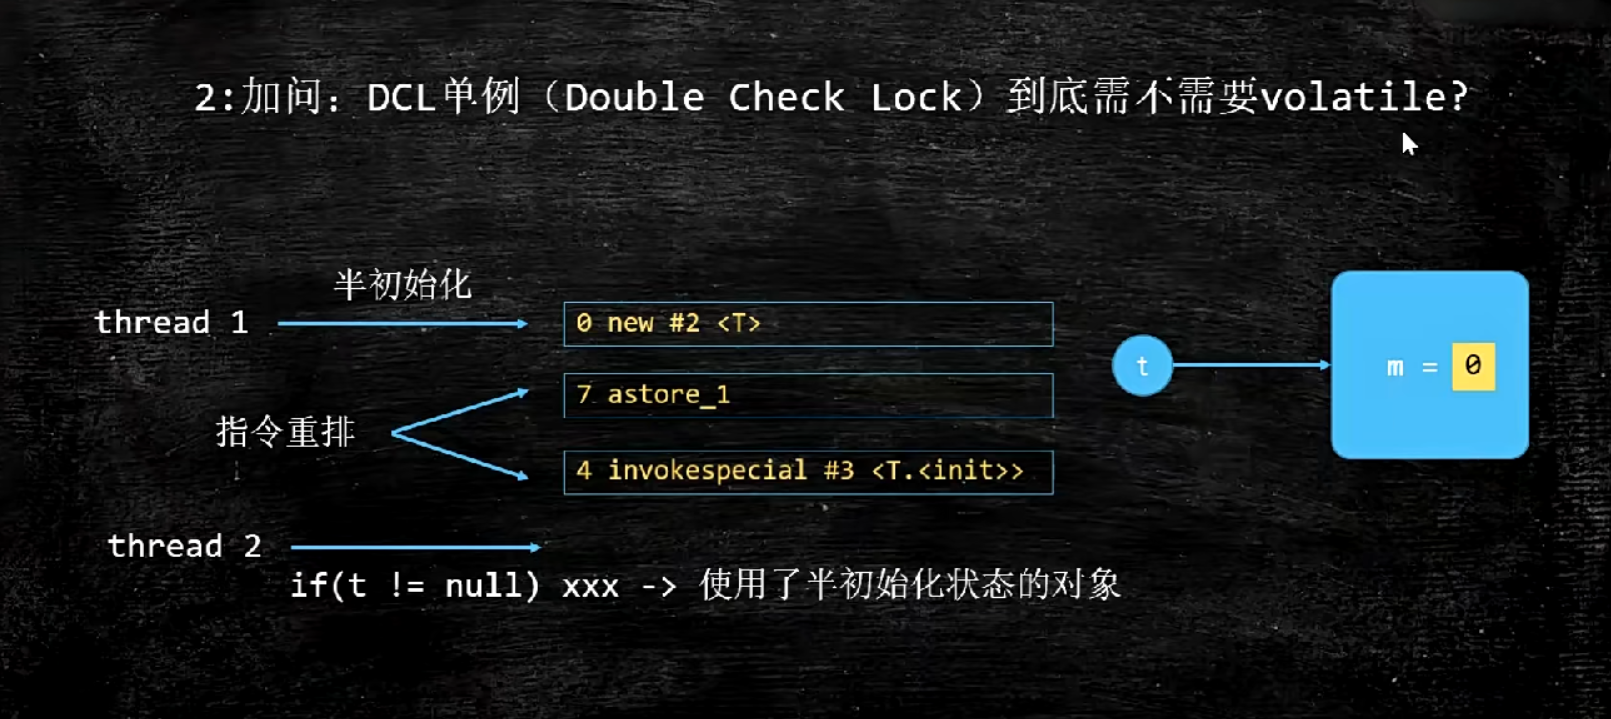 2:加问：DCL单例（Double Check Lock）到底需不需要volatile?
半初始化
thread 1
0 new #2 <T>
t
m = 0
7 astore_1
指令重排
4 invokespecial #3 <T.<init>>
thread 2
if(t != null) xxx -> 使用了半初始化状态的对象